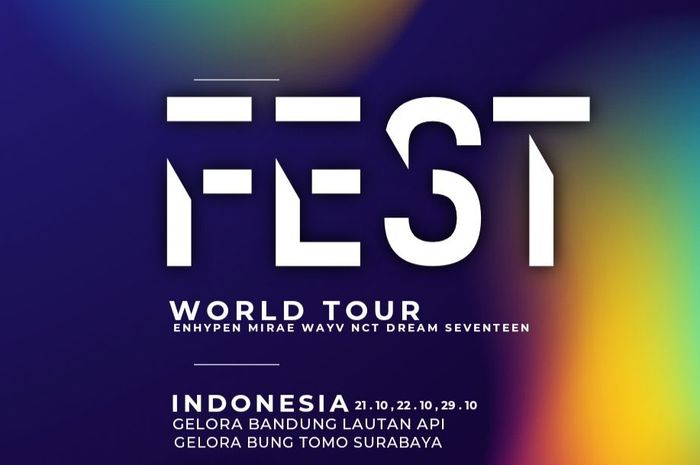 FEST
WORLD TOUR
ENHYPEN MIRAE WAYV NCT DREAM SEVENTEEN
INDONESIA 21.10, 22.10, 29.10
GELORA BANDUNG LAUTAN API
GELORA BUNG TOMO SURABAYA